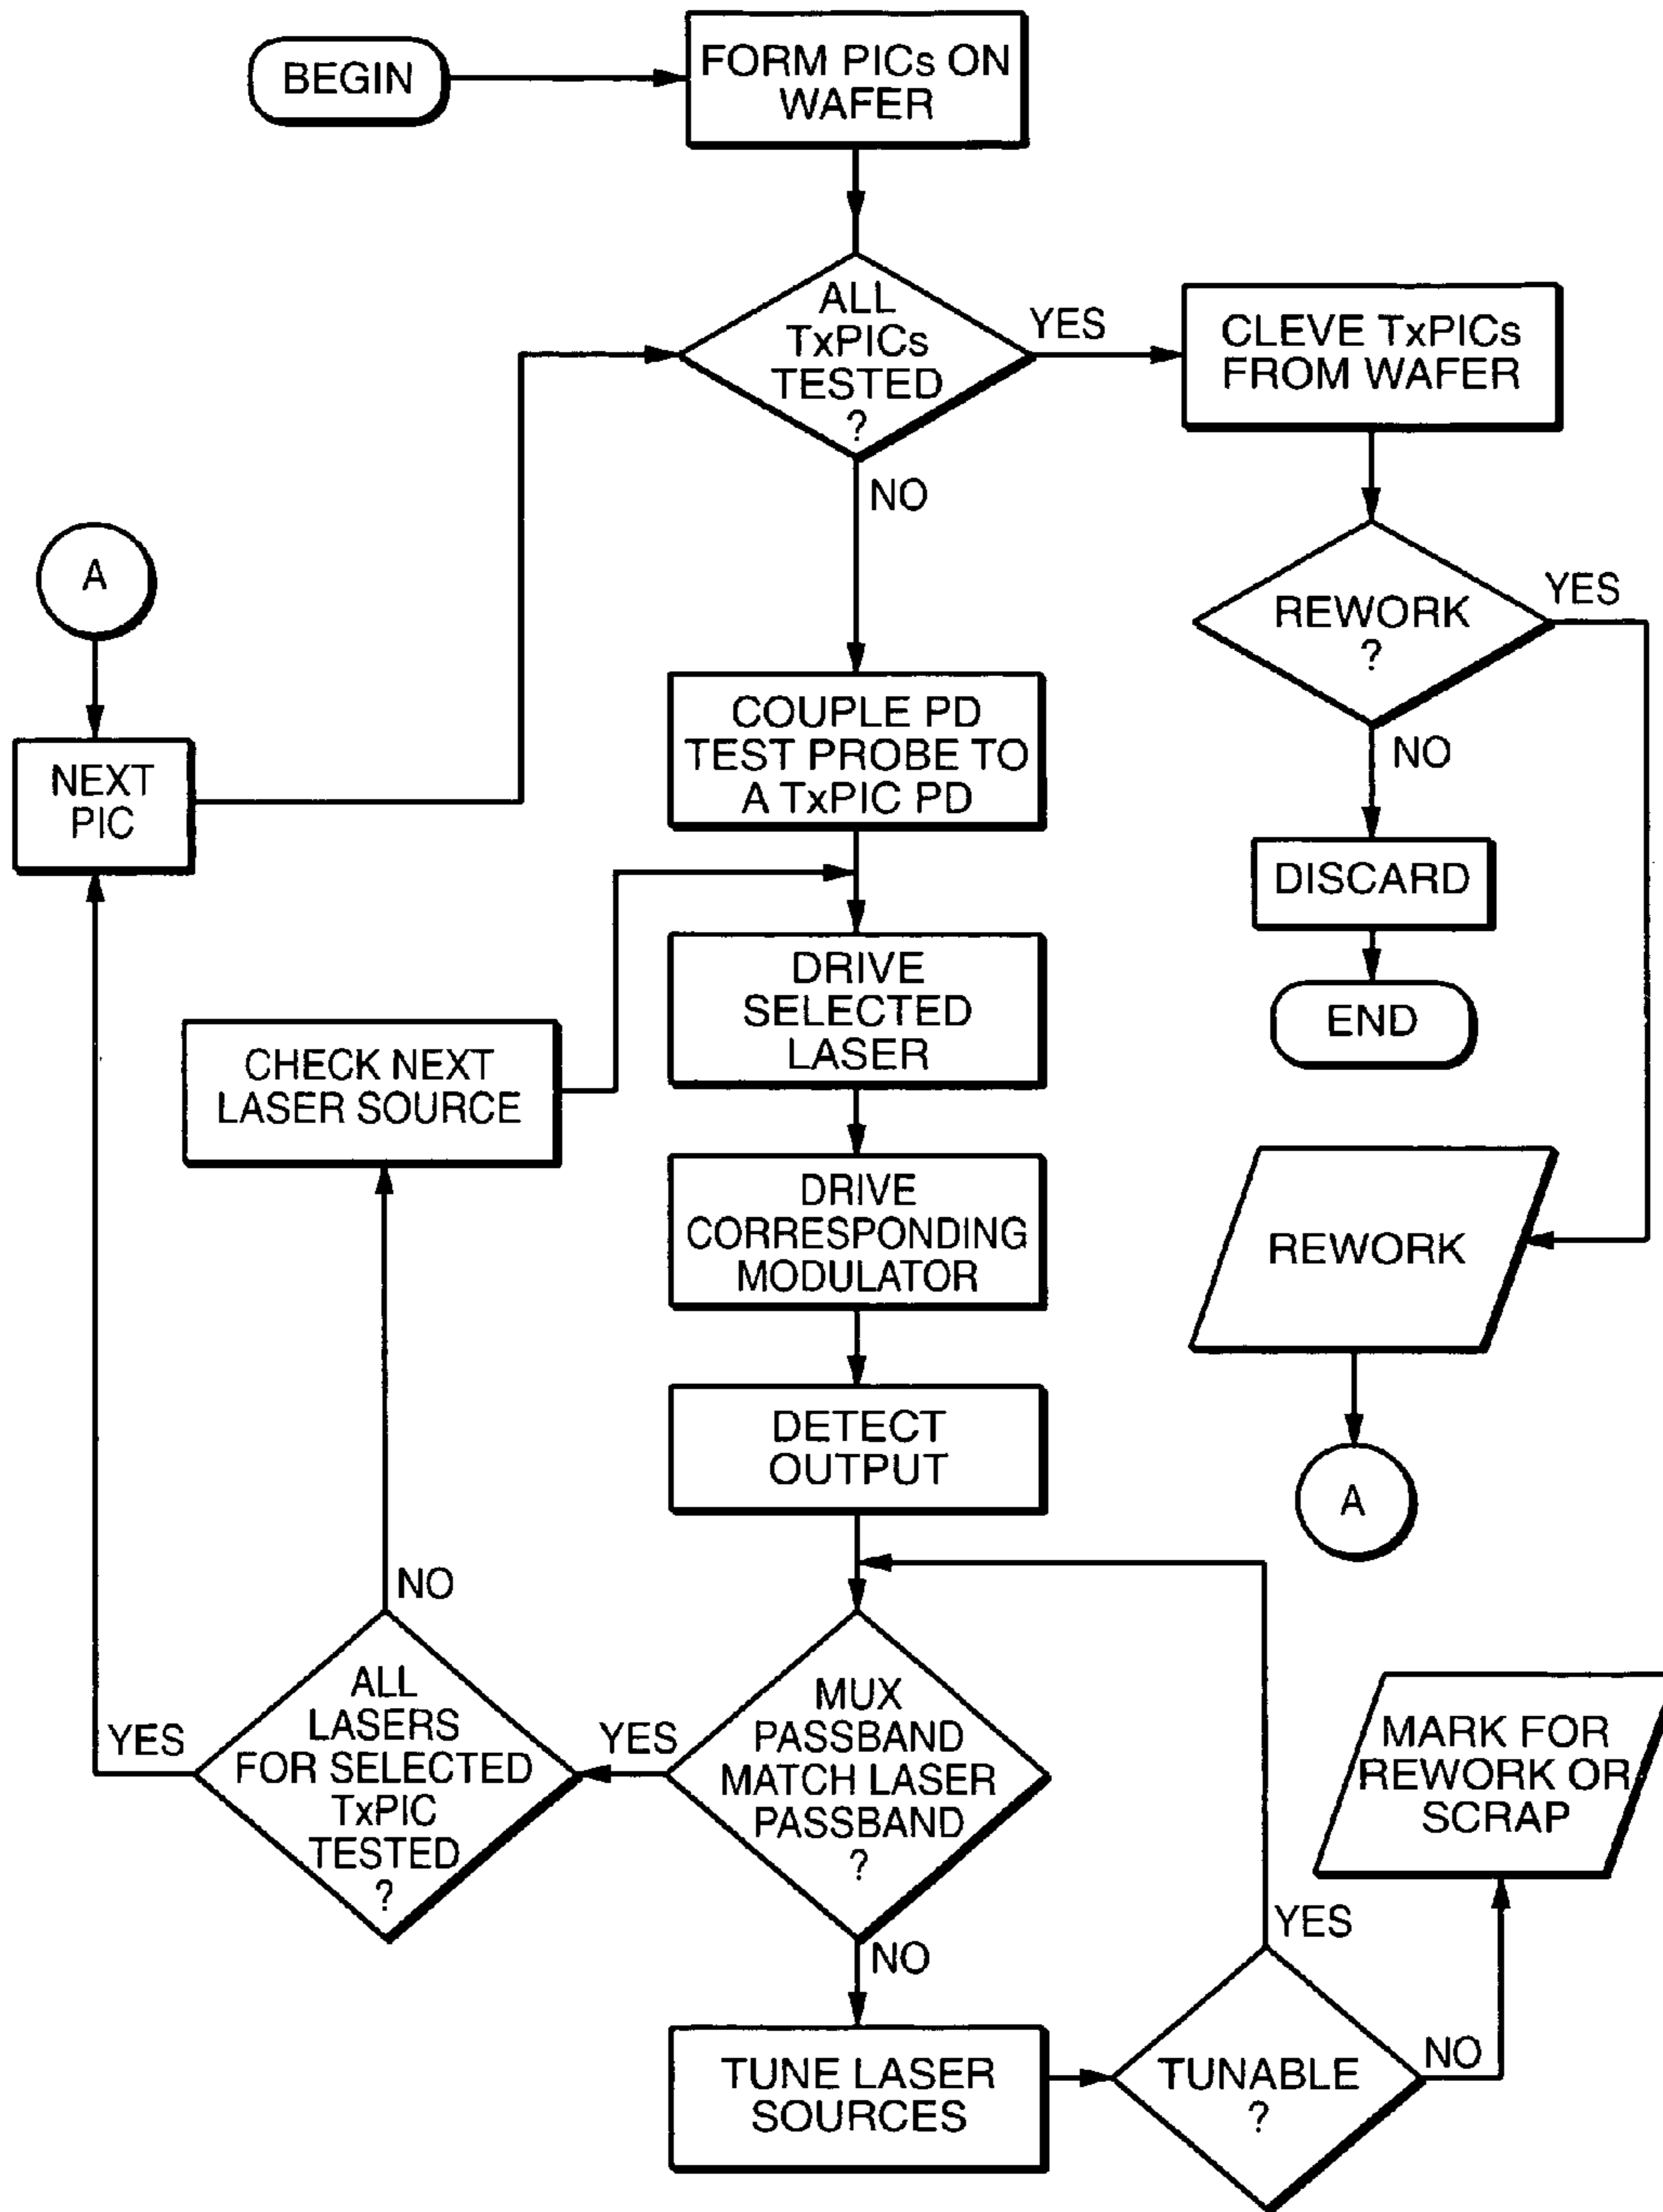 BEGIN
FORM PICs ON
WAFER
ALL
TxPICs
TESTED
?
YES
CLEVE TxPICs
FROM WAFER
NO
A
REWORK
?
YES
NEXT
PIC
COUPLE PD
TEST PROBE TO
A TxPIC PD
NO
DISCARD
DRIVE
SELECTED
LASER
END
CHECK NEXT
LASER SOURCE
DRIVE
CORRESPONDING
MODULATOR
REWORK
DETECT
OUTPUT
A
NO
ALL
LASERS
FOR SELECTED
TxPIC
TESTED
?
YES
YES
MUX
PASSBAND
MATCH LASER
PASSBAND
?
MARK FOR
REWORK OR
SCRAP
NO
YES
TUNE LASER
SOURCES
TUNABLE
?
NO